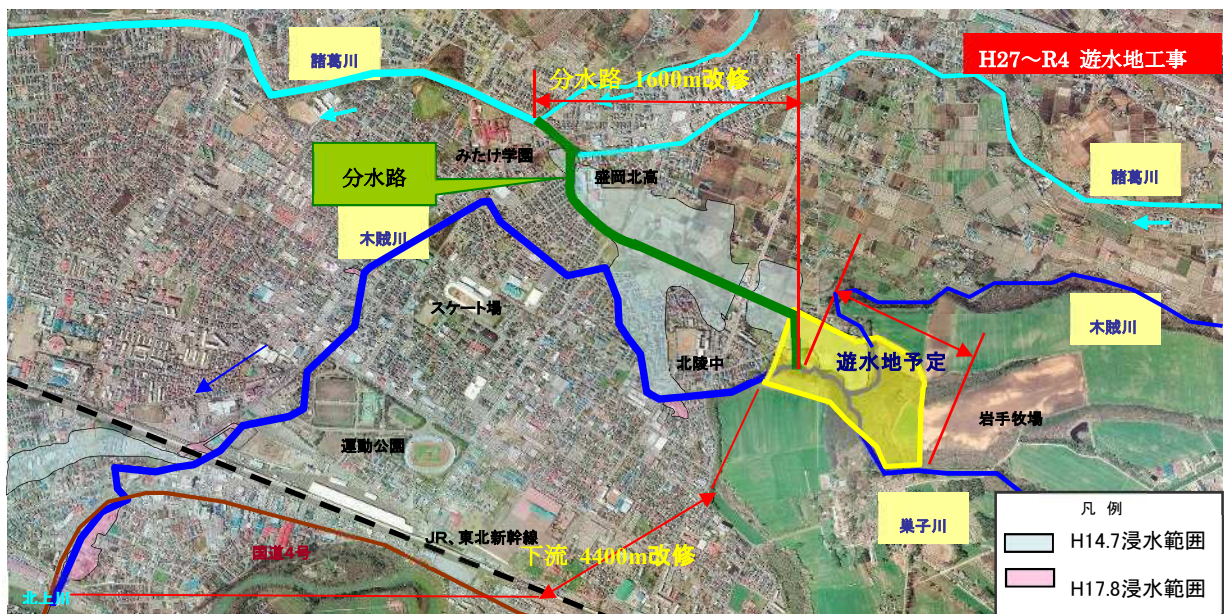 H27～R4 遊水地工事
諸葛川
分水路 1600m改修
みたけ学園
分水路
盛岡北高
諸葛川
木賊川
スケート場
木賊川
北陵中
遊水地予定
岩手牧場
運動公園
巣子川
JR、東北新幹線
国道4号
下流 4400m改修
北上川
凡 例
H14.7浸水範囲
H17.8浸水範囲